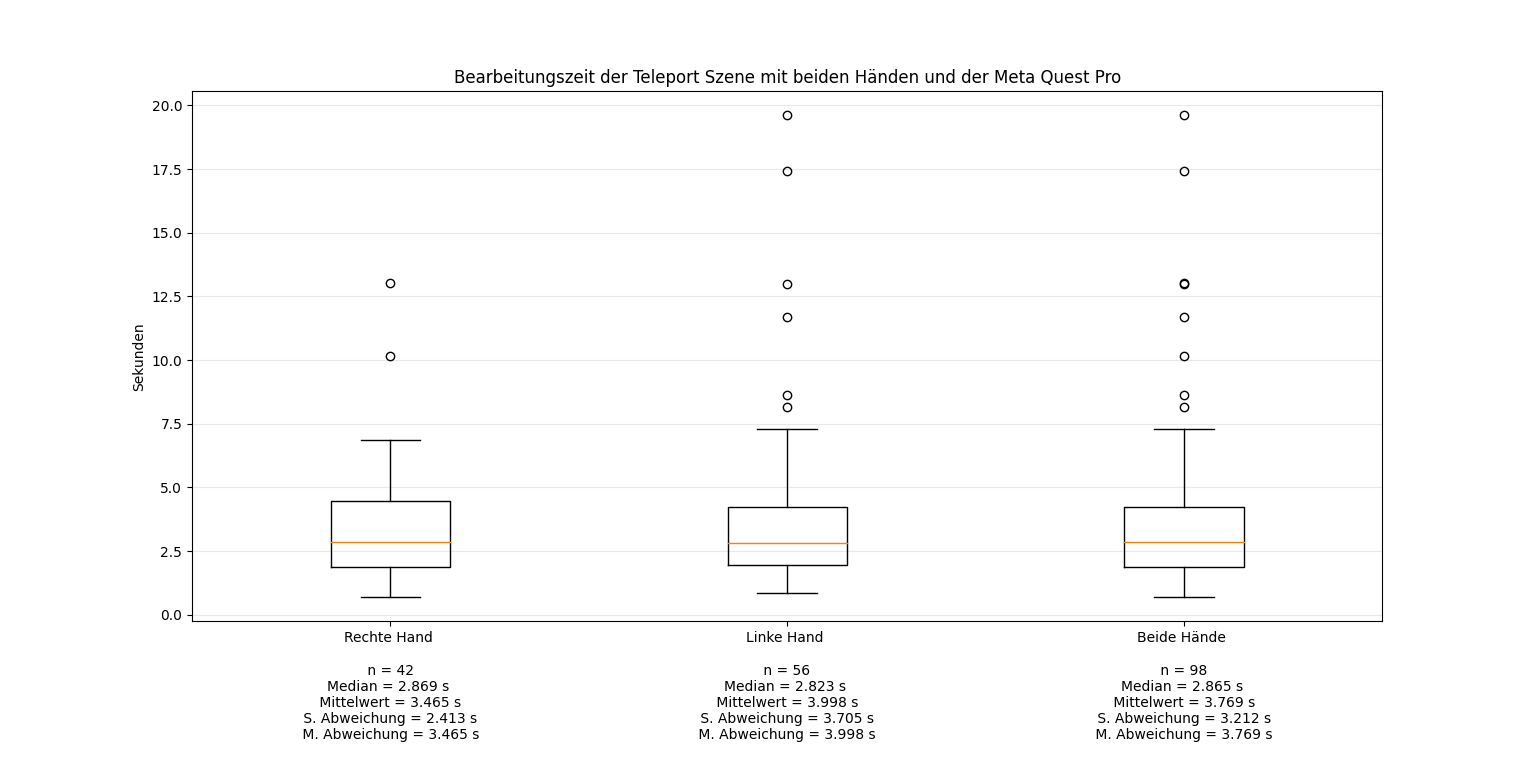 Bearbeitungszeit der Teleport Szene mit beiden Händen und der Meta Quest Pro
Sekunden
20.0
17.5
15.0
12.5
10.0
7.5
5.0
2.5
0.0
Rechte Hand
n = 42
Median = 2.869 s
Mittelwert = 3.465 s
S. Abweichung = 2.413 s
M. Abweichung = 3.465 s
Linke Hand
n = 56
Median = 2.823 s
Mittelwert = 3.998 s
S. Abweichung = 3.705 s
M. Abweichung = 3.998 s
Beide Hände
n = 98
Median = 2.865 s
Mittelwert = 3.769 s
S. Abweichung = 3.212 s
M. Abweichung = 3.769 s